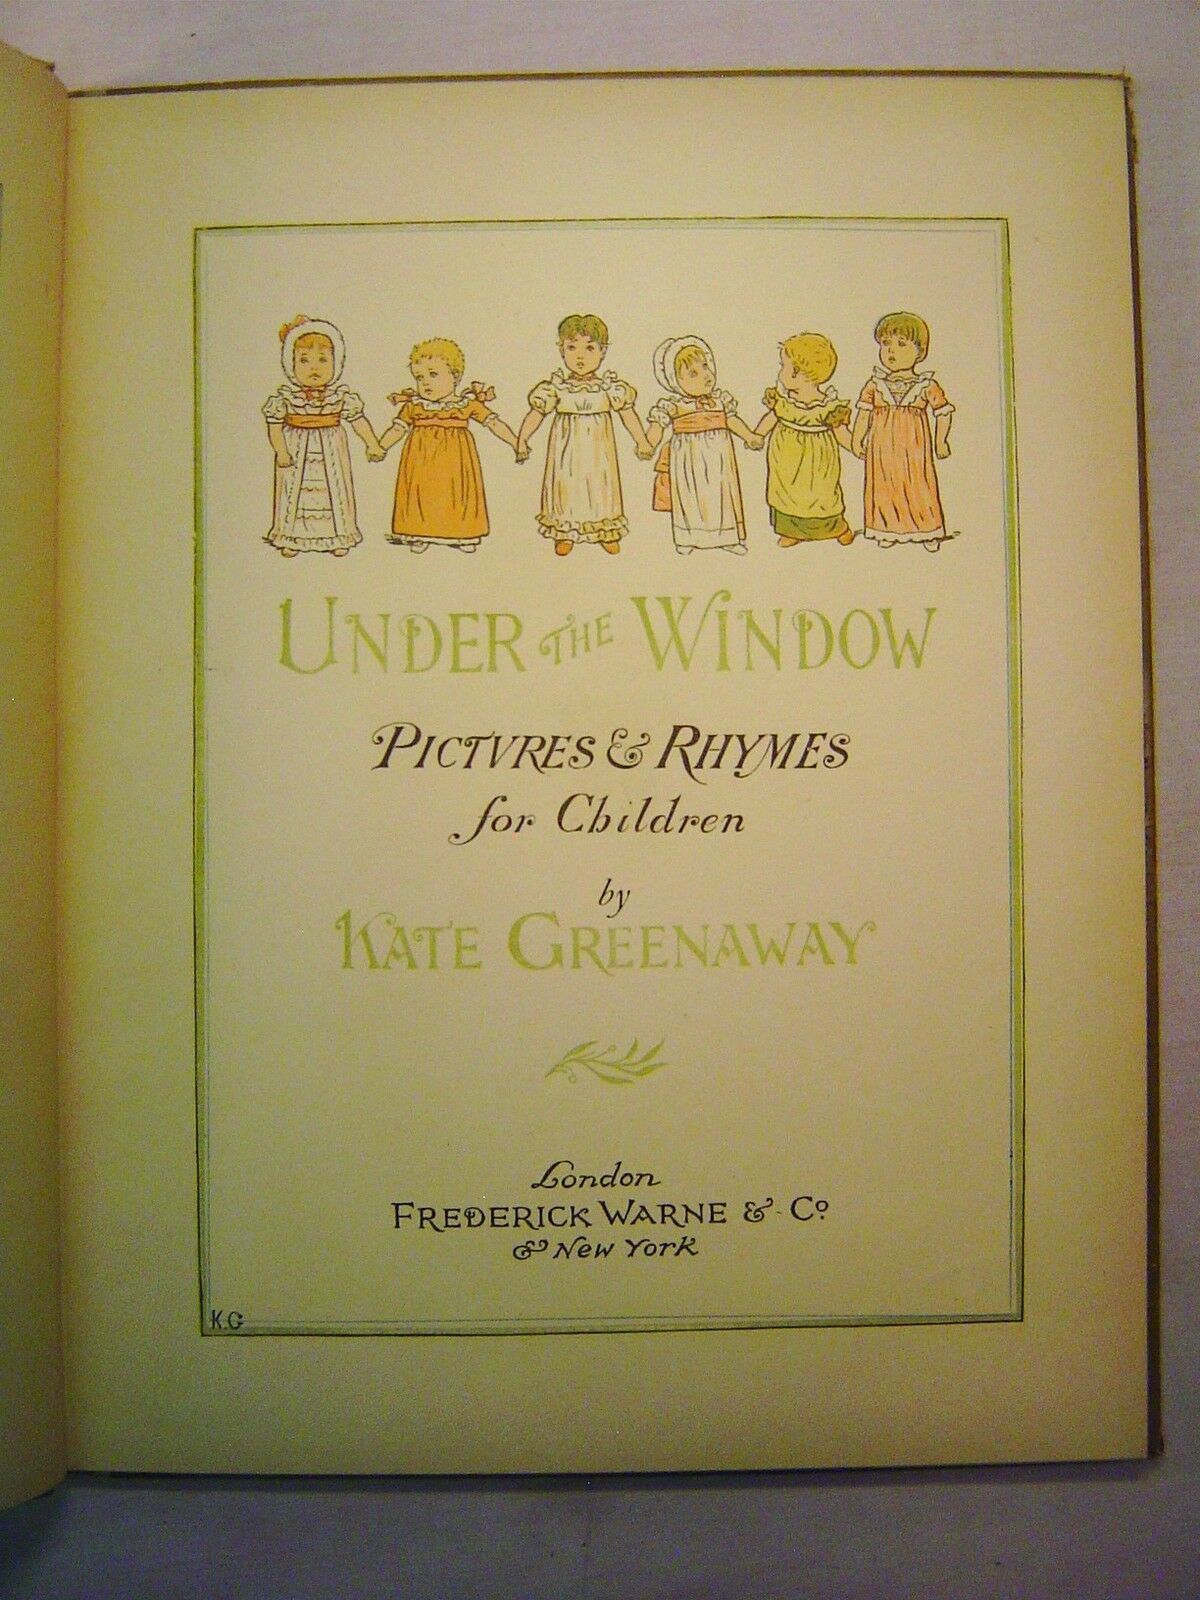 UNDER THE WINDOW
PICTVRES & RHYMES
for Children
by
KATE GREENAWAY
London
FREDERICK WARNE & Co.
& New York
K.G